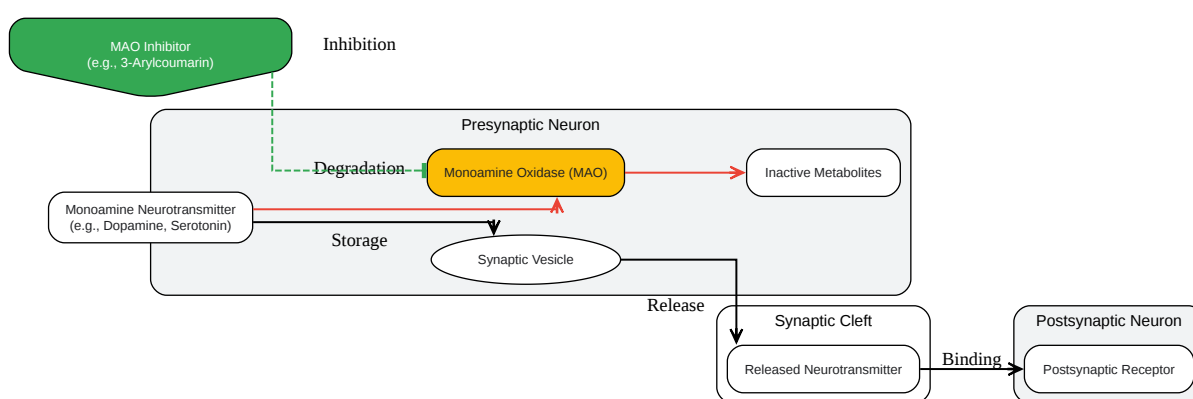 MAO Inhibitor
(e.g., 3-Arylcoumarin)
Inhibition
Presynaptic Neuron
Degradation
Monoamine Oxidase (MAO)
Inactive Metabolites
Monoamine Neurotransmitter
(e.g., Dopamine, Serotonin)
Storage
Synaptic Vesicle
Release
Synaptic Cleft
Postsynaptic Neuron
Released Neurotransmitter
Binding
Postsynaptic Receptor